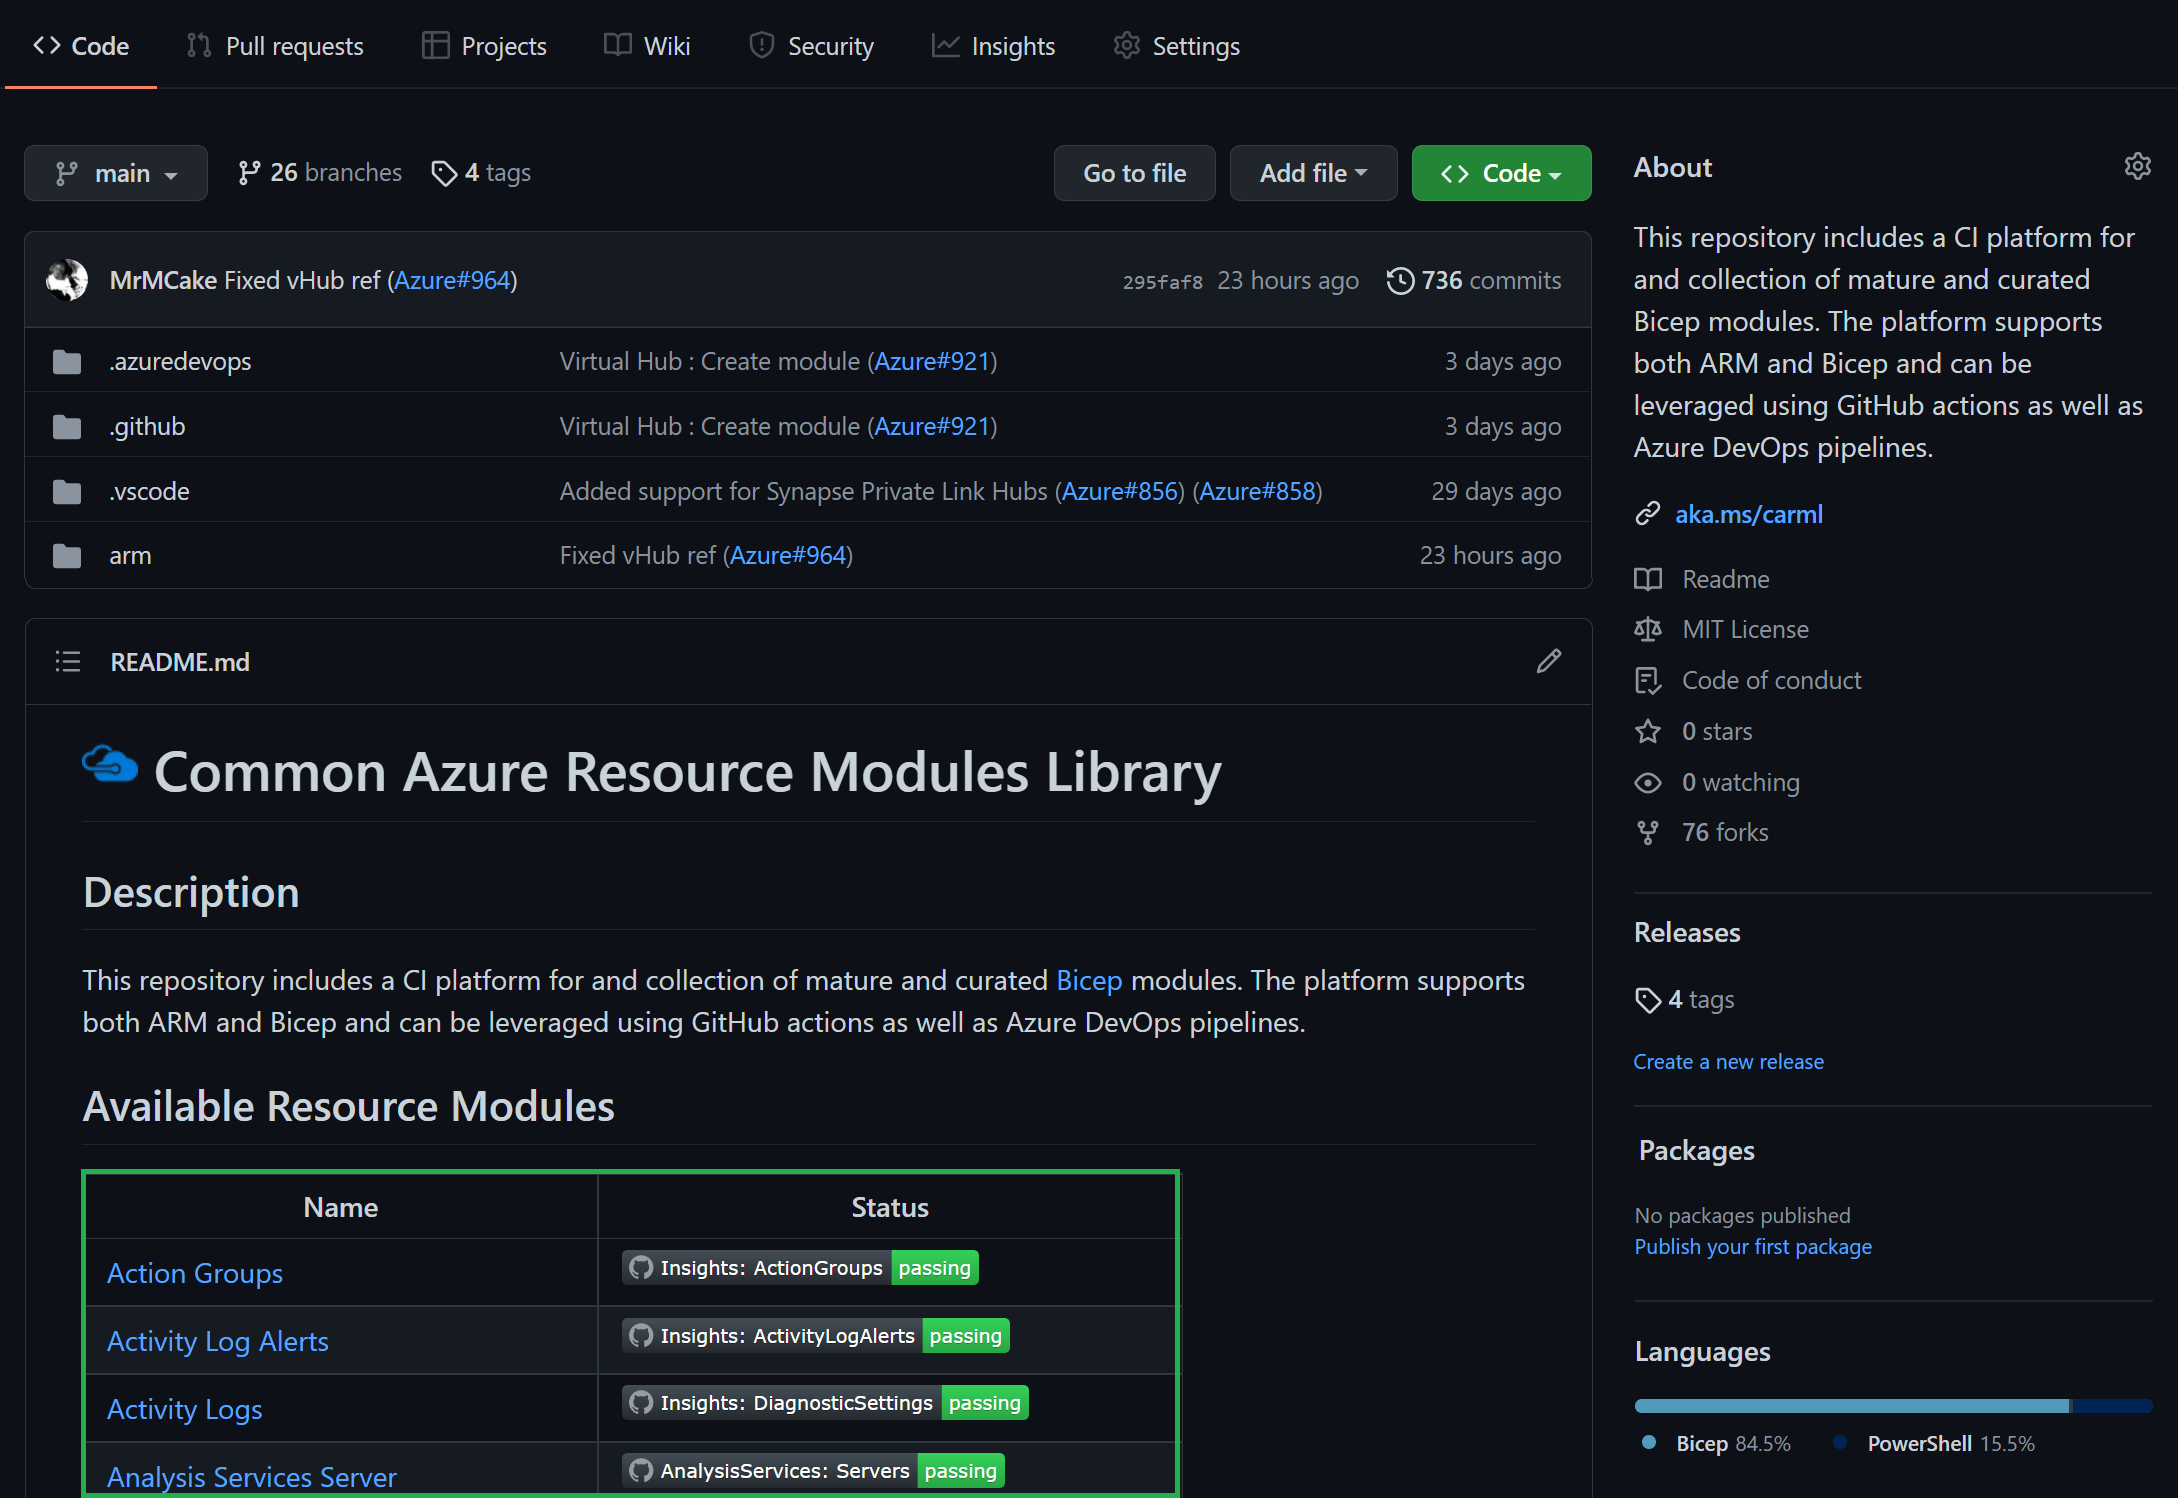 Code Pull requests Projects Wiki Security Insights Settings
main 26 branches 4 tags Go to file Add file Code
MrMCake Fixed vHub ref (Azure#964) 295faf8 23 hours ago 736 commits
.azuredevops Virtual Hub : Create module (Azure#921) 3 days ago
.github Virtual Hub : Create module (Azure#921) 3 days ago
.vscode Added support for Synapse Private Link Hubs (Azure#856) (Azure#858) 29 days ago
arm Fixed vHub ref (Azure#964) 23 hours ago
README.md
Common Azure Resource Modules Library
Description
This repository includes a CI platform for and collection of mature and curated Bicep modules. The platform supports
both ARM and Bicep and can be leveraged using GitHub actions as well as Azure DevOps pipelines.
Available Resource Modules
Name Status
Action Groups Insights: ActionGroups passing
Activity Log Alerts Insights: ActivityLogAlerts passing
Activity Logs Insights: DiagnosticSettings passing
Analysis Services Server AnalysisServices: Servers passing
About
This repository includes a CI platform for
and collection of mature and curated
Bicep modules. The platform supports
both ARM and Bicep and can be
leveraged using GitHub actions as well as
Azure DevOps pipelines.
aka.ms/carml
Readme
MIT License
Code of conduct
0 stars
0 watching
76 forks
Releases
4 tags
Create a new release
Packages
No packages published
Publish your first package
Languages
Bicep 84.5% PowerShell 15.5%